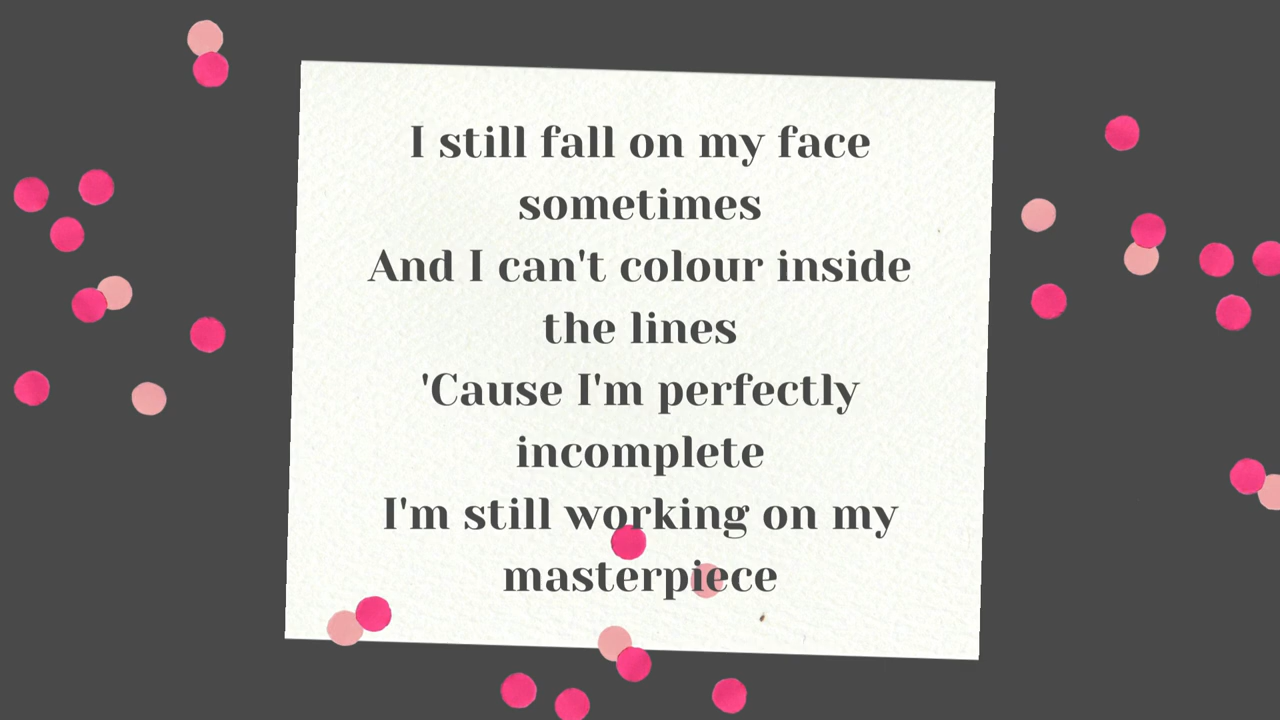 I still fall on my face
sometimes
And I can't colour inside
the lines
'Cause I'm perfectly
incomplete
I'm still working on my
masterpiece